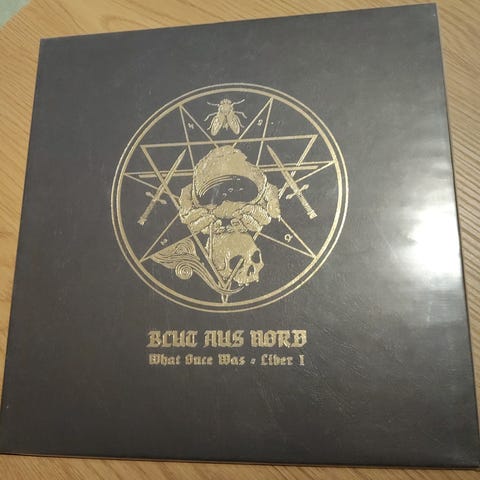 BLUT AUS NORD
What Once Was - Liber I